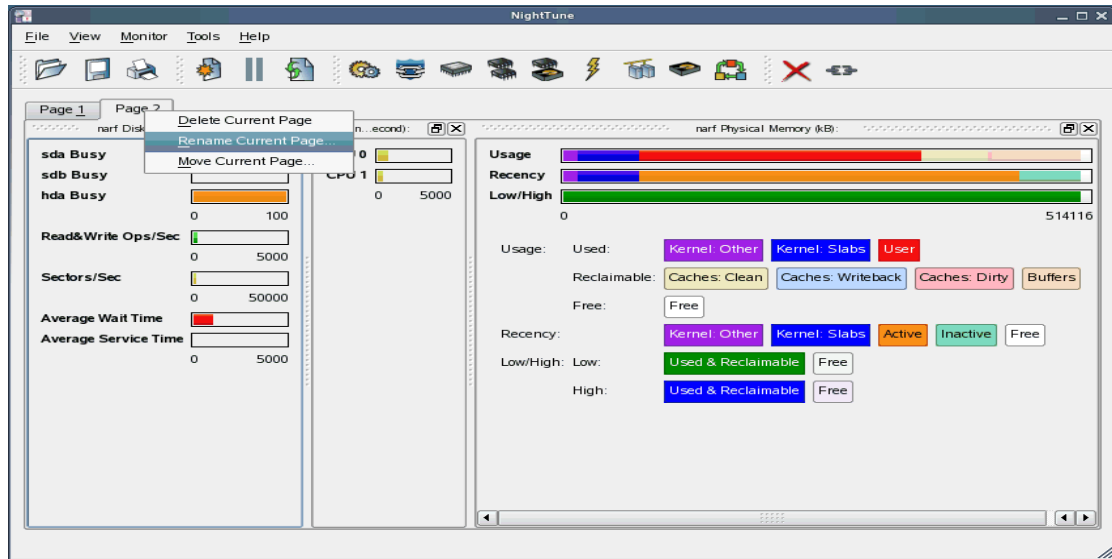 NightTune
File View Monitor Tools Help
Page 1 Page 2
Delete Current Page
Rename Current Page...
Move Current Page...
narf Disk
n...econd):
narf Physical Memory (kB):
sda Busy
sdb Busy
hda Busy
0 100
Read&Write Ops/Sec
0 5000
Sectors/Sec
0 50000
Average Wait Time
Average Service Time
0 5000
0
CPU 1
0 5000
Usage
Recency
Low/High
0 514116
Usage: Used: Kernel: Other Kernel: Slabs User
Reclaimable: Caches: Clean Caches: Writeback Caches: Dirty Buffers
Free: Free
Recency: Kernel: Other Kernel: Slabs Active Inactive Free
Low/High: Low: Used & Reclaimable Free
High: Used & Reclaimable Free